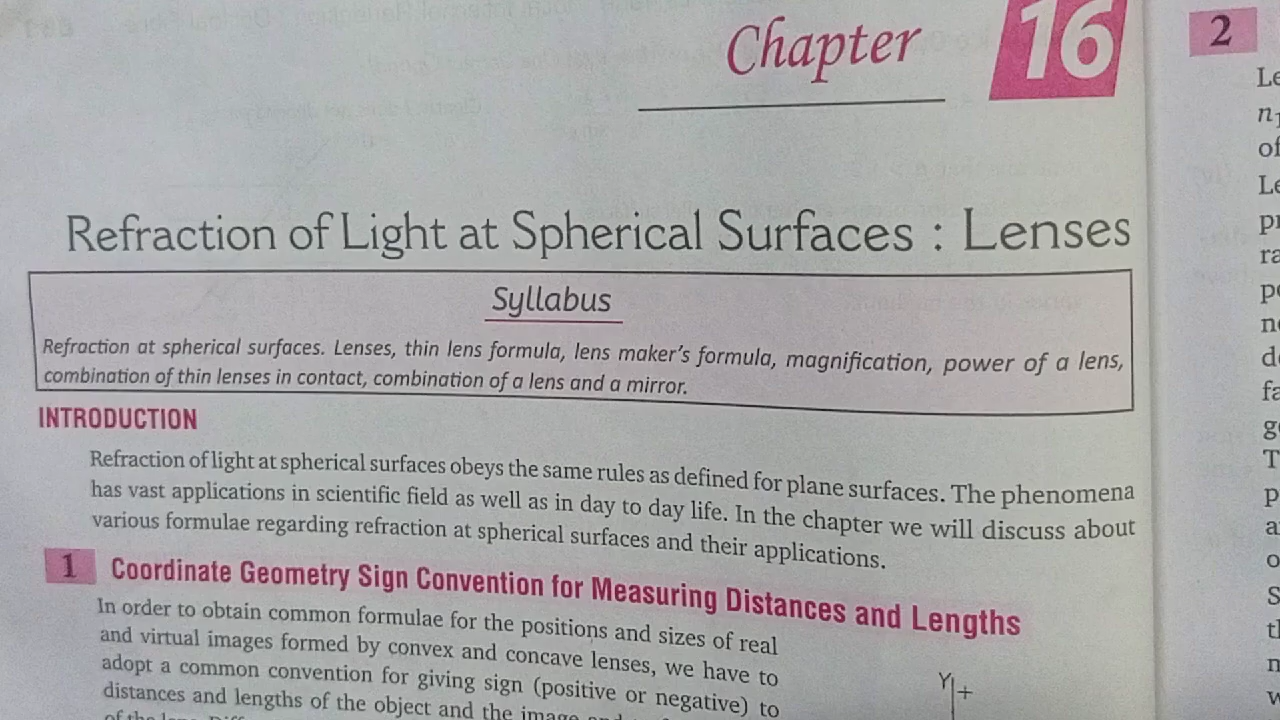 Chapter 16
Refraction of Light at Spherical Surfaces : Lenses
Syllabus
Refraction at spherical surfaces. Lenses, thin lens formula, lens maker's formula, magnification, power of a lens,
combination of thin lenses in contact, combination of a lens and a mirror.
INTRODUCTION
Refraction of light at spherical surfaces obeys the same rules as defined for plane surfaces. The phenomena
has vast applications in scientific field as well as in day to day life. In the chapter we will discuss about
various formulae regarding refraction at spherical surfaces and their applications.
1 Coordinate Geometry Sign Convention for Measuring Distances and Lengths
In order to obtain common formulae for the positions and sizes of real
and virtual images formed by convex and concave lenses, we have to
adopt a common convention for giving sign (positive or negative) to
distances and lengths of the object and the image
of the
Y
+
2